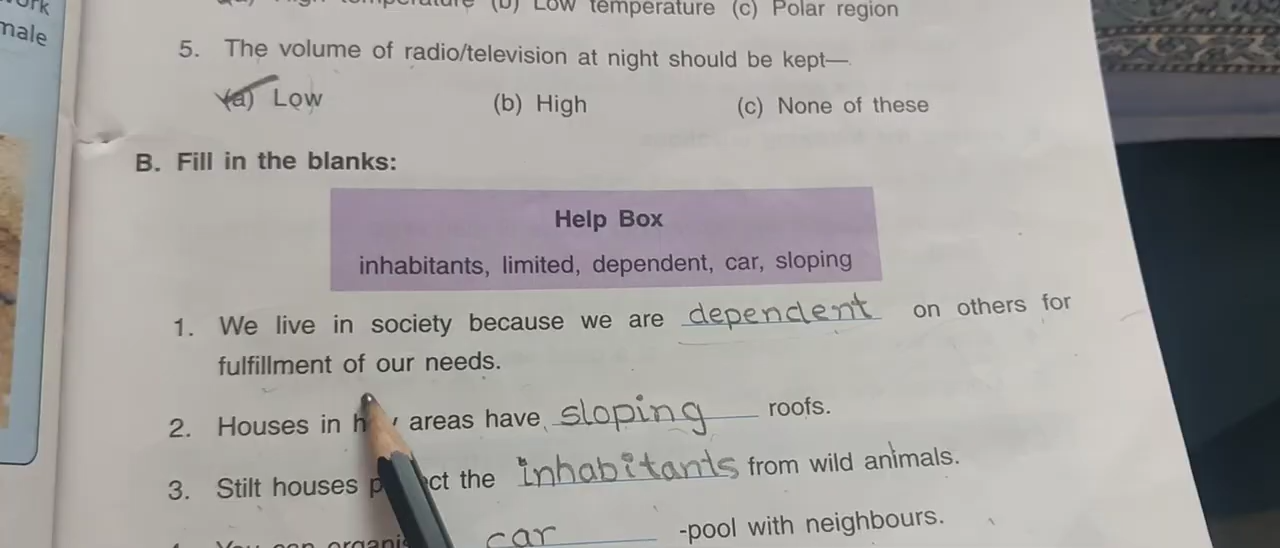 male
(b) Low temperature (c) Polar region
5. The volume of radio/television at night should be kept—
(a) Low (b) High (c) None of these
B. Fill in the blanks:
Help Box
inhabitants, limited, dependent, car, sloping
1. We live in society because we are dependent on others for
fulfillment of our needs.
2. Houses in areas have sloping roofs.
3. Stilt houses the inhabitants from wild animals.
You can car -pool with neighbours.